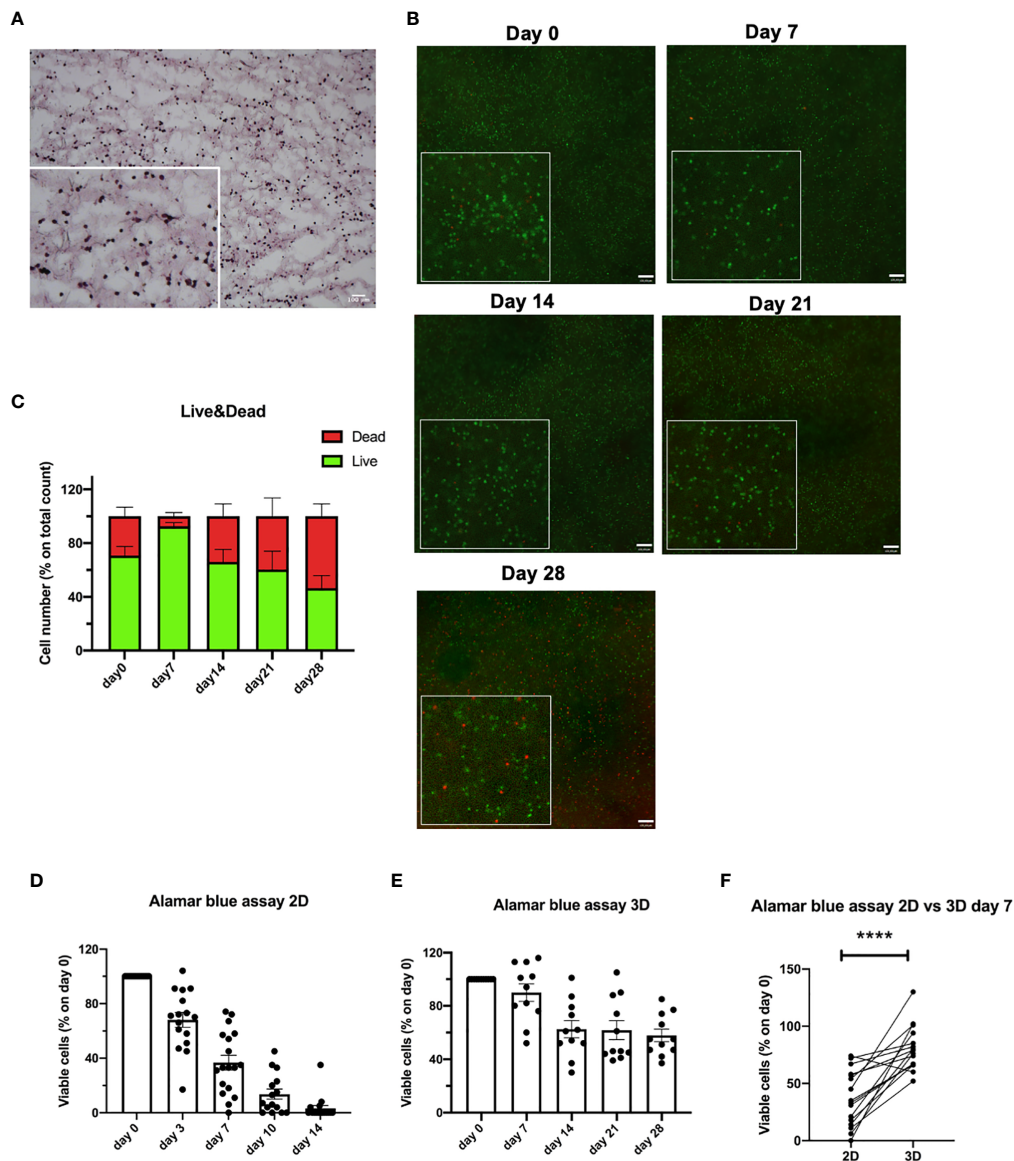 A
100 um
B
Day 0
Day 7
Day 14
Day 21
Day 28
C
Live&Dead
Dead
Live
Cell number (% on total count)
120
80
40
0
day0
day7
day14
day21
day28
D
Alamar blue assay 2D
Viable cells (% on day 0)
120
80
40
0
day 0
day 3
day 7
day 10
day 14
E
Alamar blue assay 3D
Viable cells (% on day 0)
120
80
40
0
day 0
day 7
day 14
day 21
day 28
F
Alamar blue assay 2D vs 3D day 7
****
Viable cells (% on day 0)
150
100
50
0
2D
3D